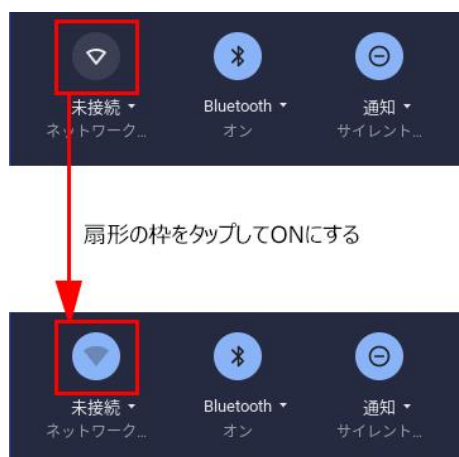 未接続 ▾ Bluetooth ▾ 通知 ▾
ネットワーク... オン サイレント...
扇形の枠をタップしてONにする
未接続 ▾ Bluetooth ▾ 通知 ▾
ネットワーク... オン サイレント...